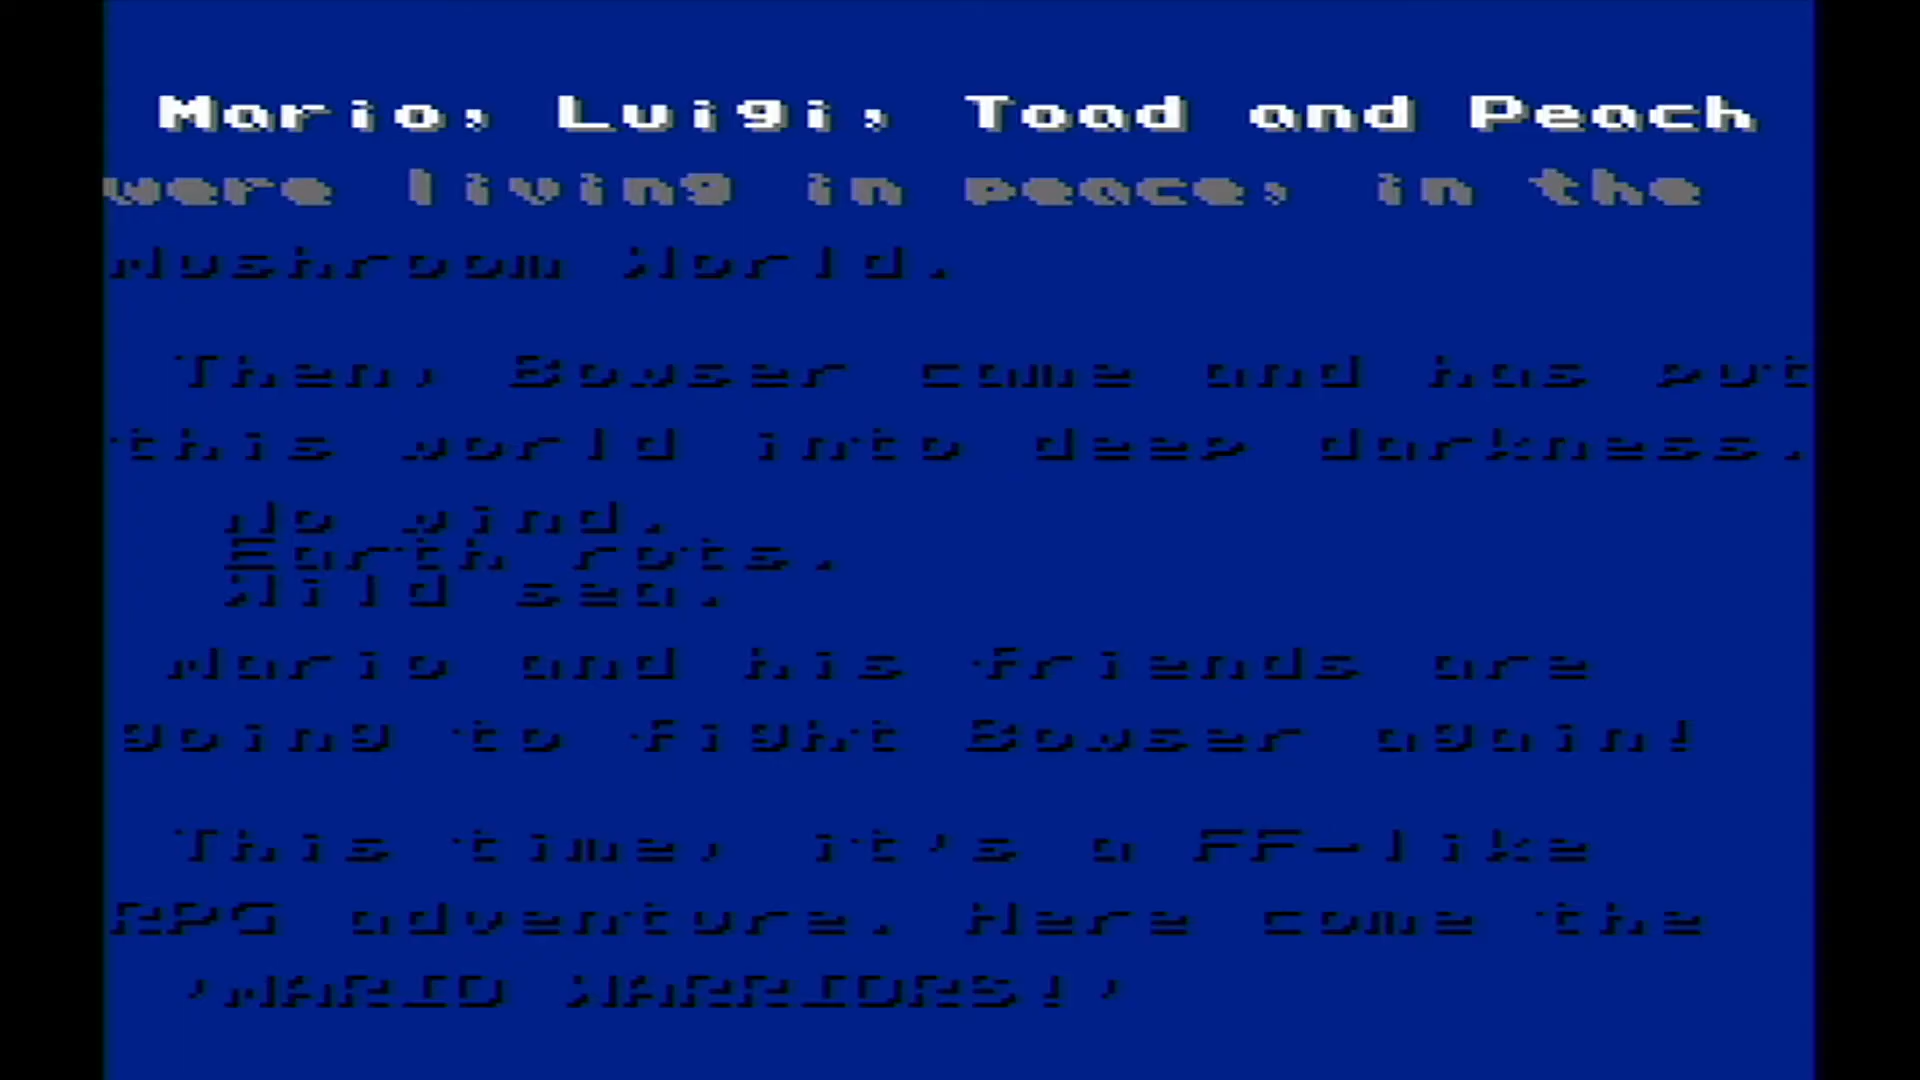 Mario, Luigi, Toad and Peach
were living in peace, in the
Mushroom World.
Then, Bowser came and has put
this world into deep darkness.
No wind.
Earth rots.
Wild sea.
Mario and his friends are
going to fight Bowser again!
This time, it's a FF-like
RPG adventure. Here come the
'MARIO WARRIORS!'